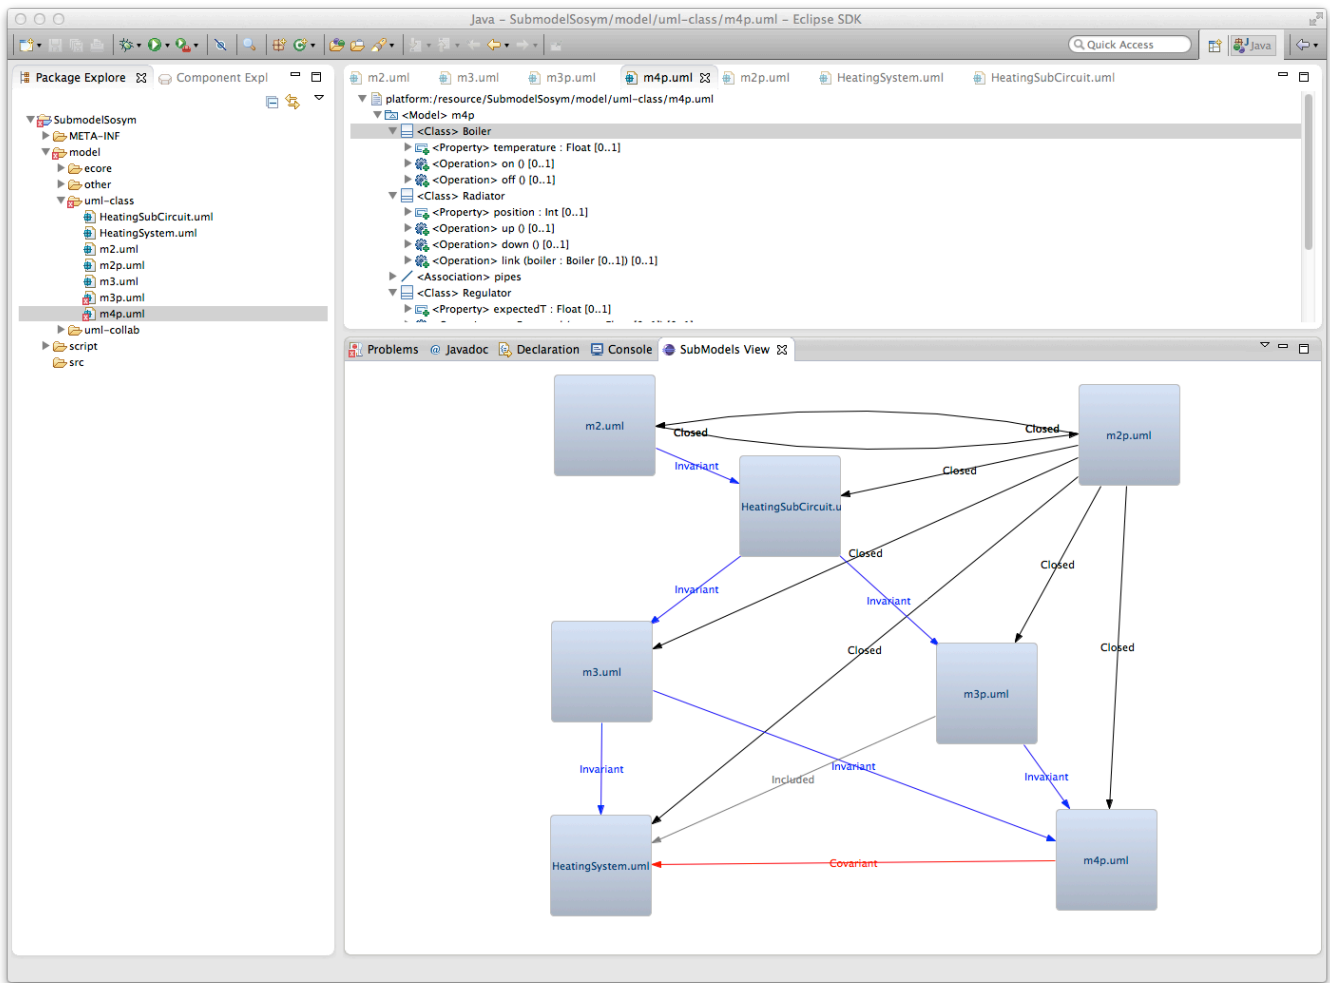 Java – SubmodelSosym/model/uml-class/m4p.uml – Eclipse SDK
Quick Access
Java
Package Explore
Component Expl
SubmodelSosym
META-INF
model
ecore
other
uml-class
HeatingSubCircuit.uml
HeatingSystem.uml
m2.uml
m2p.uml
m3.uml
m3p.uml
m4p.uml
uml-collab
script
src
m2.uml
m3.uml
m3p.uml
m4p.uml
m2p.uml
HeatingSystem.uml
HeatingSubCircuit.uml
platform:/resource/SubmodelSosym/model/uml-class/m4p.uml
<Model> m4p
<Class> Boiler
<Property> temperature : Float [0..1]
<Operation> on () [0..1]
<Operation> off () [0..1]
<Class> Radiator
<Property> position : Int [0..1]
<Operation> up () [0..1]
<Operation> down () [0..1]
<Operation> link (boiler : Boiler [0..1]) [0..1]
<Association> pipes
<Class> Regulator
<Property> expectedT : Float [0..1]
Problems
Javadoc
Declaration
Console
SubModels View
m2.uml
Closed
Closed
m2p.uml
Invariant
Closed
HeatingSubCircuit.u
Closed
Closed
Invariant
Invariant
Closed
Closed
m3.uml
m3p.uml
Invariant
Invariant
Included
Invariant
HeatingSystem.uml
Covariant
m4p.uml